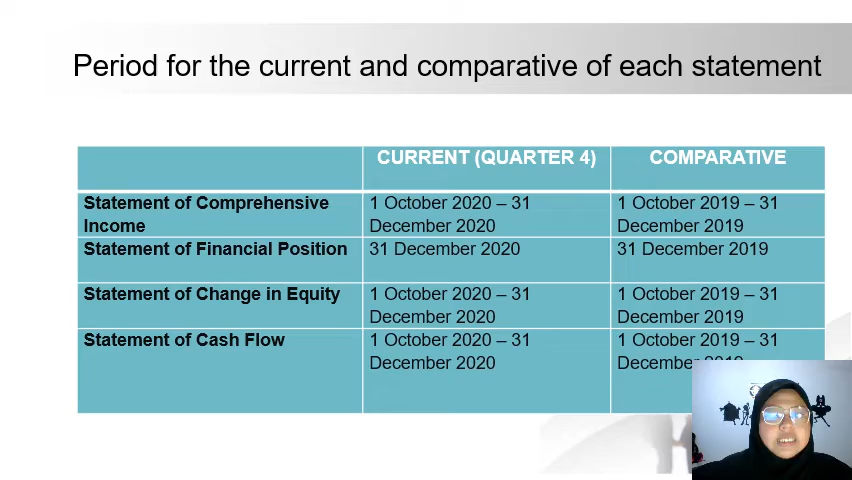 Period for the current and comparative of each statement
CURRENT (QUARTER 4) COMPARATIVE
Statement of Comprehensive Income 1 October 2020 – 31 December 2020 1 October 2019 – 31 December 2019
Statement of Financial Position 31 December 2020 31 December 2019
Statement of Change in Equity 1 October 2020 – 31 December 2020 1 October 2019 – 31 December 2019
Statement of Cash Flow 1 October 2020 – 31 December 2020 1 October 2019 – 31 December 2019